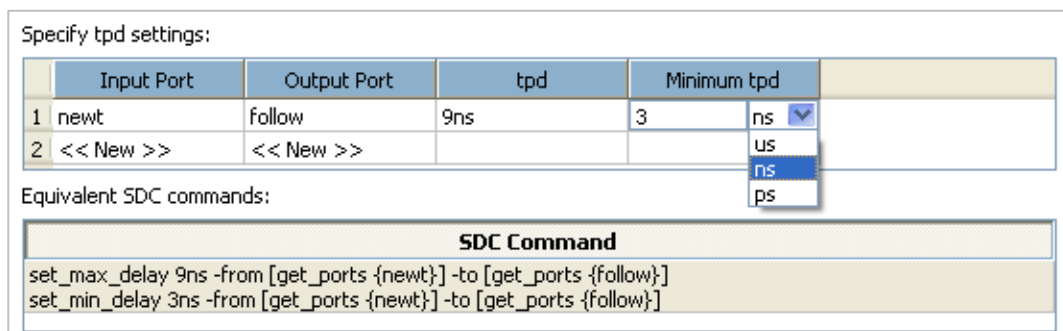 Specify tpd settings:
Input Port Output Port tpd Minimum tpd
1 newt follow 9ns 3 ns
2 << New >> << New >> us
ns
ps
Equivalent SDC commands:
SDC Command
set_max_delay 9ns -from [get_ports {newt}] -to [get_ports {follow}]
set_min_delay 3ns -from [get_ports {newt}] -to [get_ports {follow}]